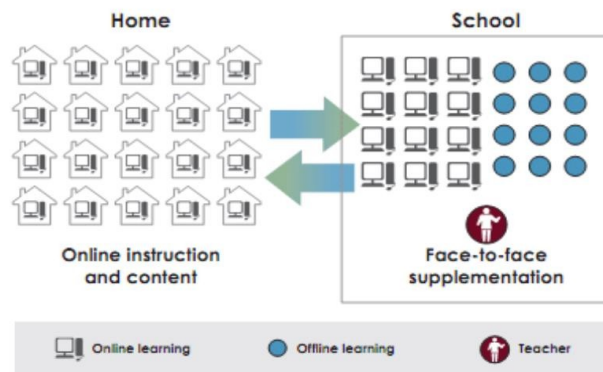 Home
School
Online instruction
and content
Face-to-face
supplementation
Online learning
Offline learning
Teacher